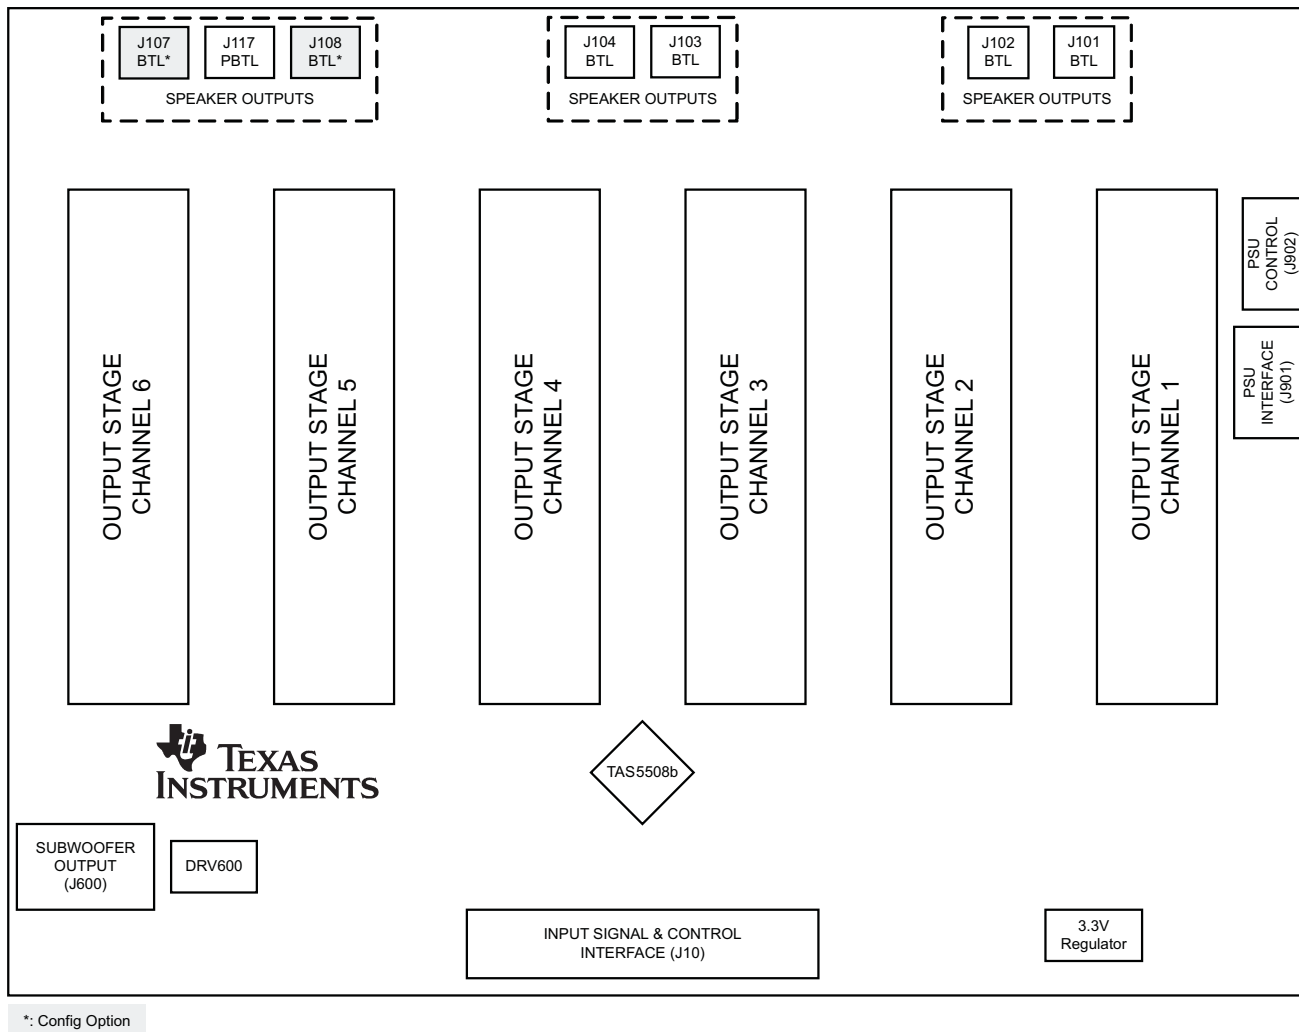 J107
BTL*
J117
PBTL
J108
BTL*
SPEAKER OUTPUTS
J104
BTL
J103
BTL
SPEAKER OUTPUTS
J102
BTL
J101
BTL
SPEAKER OUTPUTS
OUTPUT STAGE
CHANNEL 6
OUTPUT STAGE
CHANNEL 5
OUTPUT STAGE
CHANNEL 4
OUTPUT STAGE
CHANNEL 3
OUTPUT STAGE
CHANNEL 2
OUTPUT STAGE
CHANNEL 1
PSU
CONTROL
(J902)
PSU
INTERFACE
(J901)
TEXAS
INSTRUMENTS
TAS5508b
SUBWOOFER
OUTPUT
(J600)
DRV600
INPUT SIGNAL & CONTROL
INTERFACE (J10)
3.3V
Regulator
*: Config Option